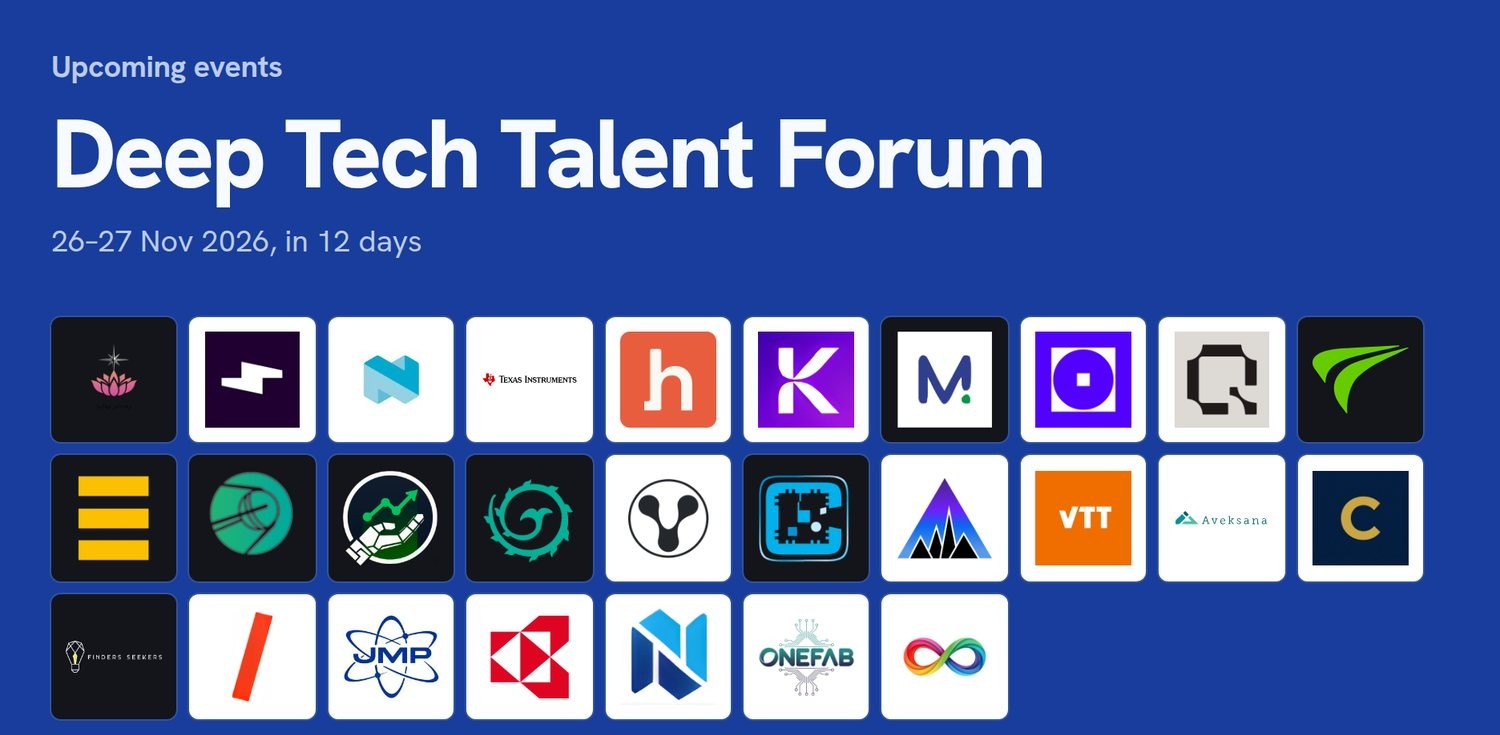 Upcoming events
Deep Tech Talent Forum
26–27 Nov 2026, in 12 days
TEXAS INSTRUMENTS
h
K
M
VTT
Aveksana
C
FINDERS SEEKERS
JMP
ONEFAB